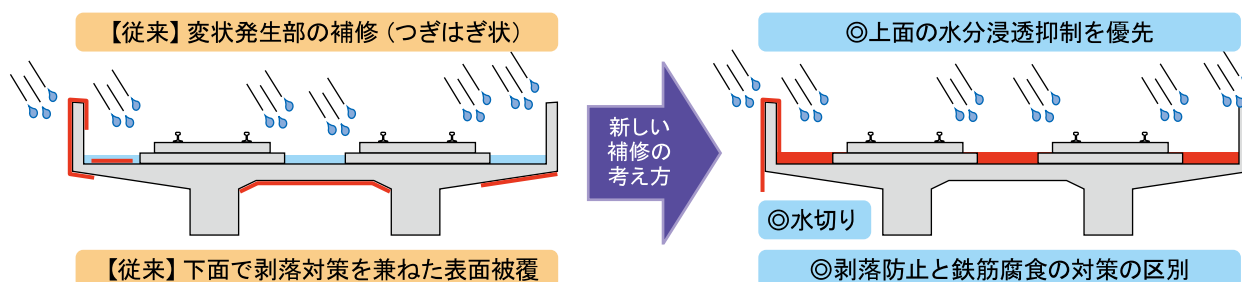 【従来】変状発生部の補修（つぎはぎ状）
【従来】下面で剥落対策を兼ねた表面被覆
新しい
補修の
考え方
◎上面の水分浸透抑制を優先
◎水切り
◎剥落防止と鉄筋腐食の対策の区別